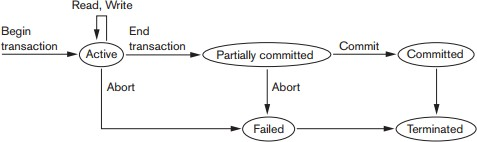 Read, Write
Begin
transaction
Active
End
transaction
Partially committed
Commit
Committed
Abort
Abort
Failed
Terminated